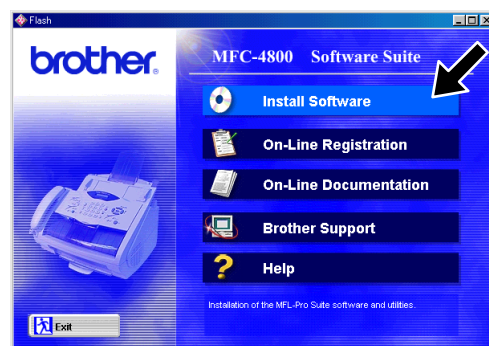 Flash
brother.
MFC-4800 Software Suite
Install Software
On-Line Registration
On-Line Documentation
Brother Support
Help
Installation of the MFL-Pro Suite software and utilities.
Exit